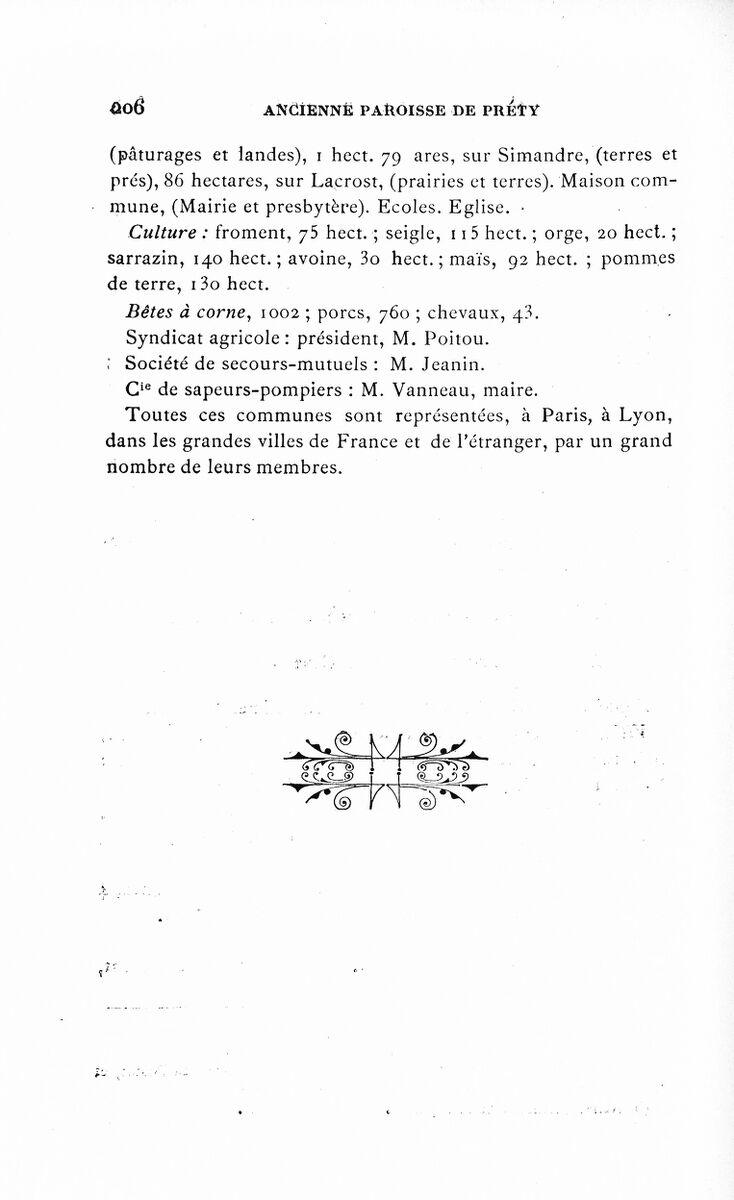 206 ANCIENNE PAROISSE DE PRÉTY
(pâturages et landes), 1 hect. 79 ares, sur Simandre, (terres et
prés), 86 hectares, sur Lacrost, (prairies et terres). Maison com-
mune, (Mairie et presbytère). Ecoles. Eglise.
Culture : froment, 75 hect. ; seigle, 115 hect. ; orge, 20 hect. ;
sarrazin, 140 hect. ; avoine, 30 hect. ; maïs, 92 hect. ; pommes
de terre, 130 hect.
Bêtes à corne, 1002 ; porcs, 760 ; chevaux, 43.
Syndicat agricole : président, M. Poitou.
Société de secours-mutuels : M. Jeanin.
Cie de sapeurs-pompiers : M. Vanneau, maire.
Toutes ces communes sont représentées, à Paris, à Lyon,
dans les grandes villes de France et de l'étranger, par un grand
nombre de leurs membres.